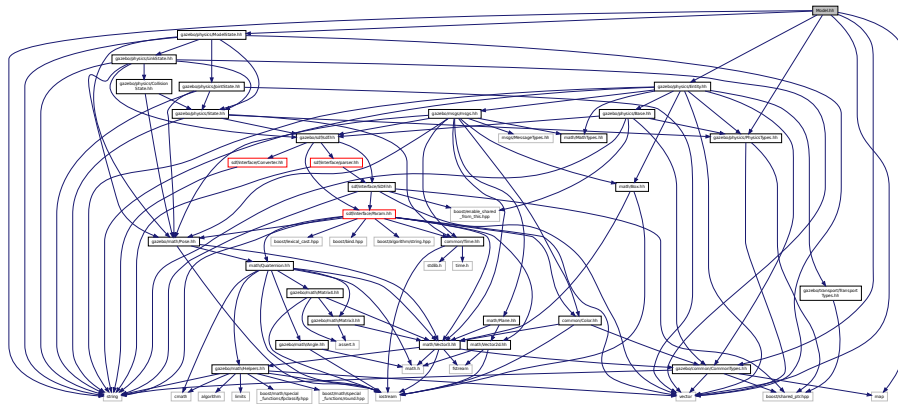 Model.hh
gazebo/physics/ModelState.hh
gazebo/physics/LinkState.hh
gazebo/physics/Collision
State.hh
gazebo/physics/JointState.hh
gazebo/physics/Entity.hh
gazebo/physics/State.hh
gazebo/msgs/msgs.hh
gazebo/physics/Base.hh
gazebo/sdf/sdf.hh
msgs/MessageTypes.hh
math/MathTypes.hh
gazebo/physics/PhysicsTypes.hh
sdf/interface/Converter.hh
sdf/interface/parser.hh
sdf/interface/SDF.hh
math/Box.hh
sdf/interface/Param.hh
boost/enable_shared
_from_this.hpp
gazebo/math/Pose.hh
boost/lexical_cast.hpp
boost/bind.hpp
boost/algorithm/string.hpp
common/Time.hh
math/Quaternion.hh
stdlib.h
time.h
gazebo/math/Matrix4.hh
gazebo/transport/Transport
Types.hh
gazebo/math/Matrix3.hh
math/Plane.hh
common/Color.hh
gazebo/math/Angle.hh
assert.h
math/Vector3.hh
math/Vector2d.hh
gazebo/math/Helpers.hh
math.h
fstream
gazebo/common/CommonTypes.hh
string
cmath
algorithm
limits
boost/math/special
_functions/fpclassify.hpp
boost/math/special
_functions/round.hpp
iostream
vector
boost/shared_ptr.hpp
map